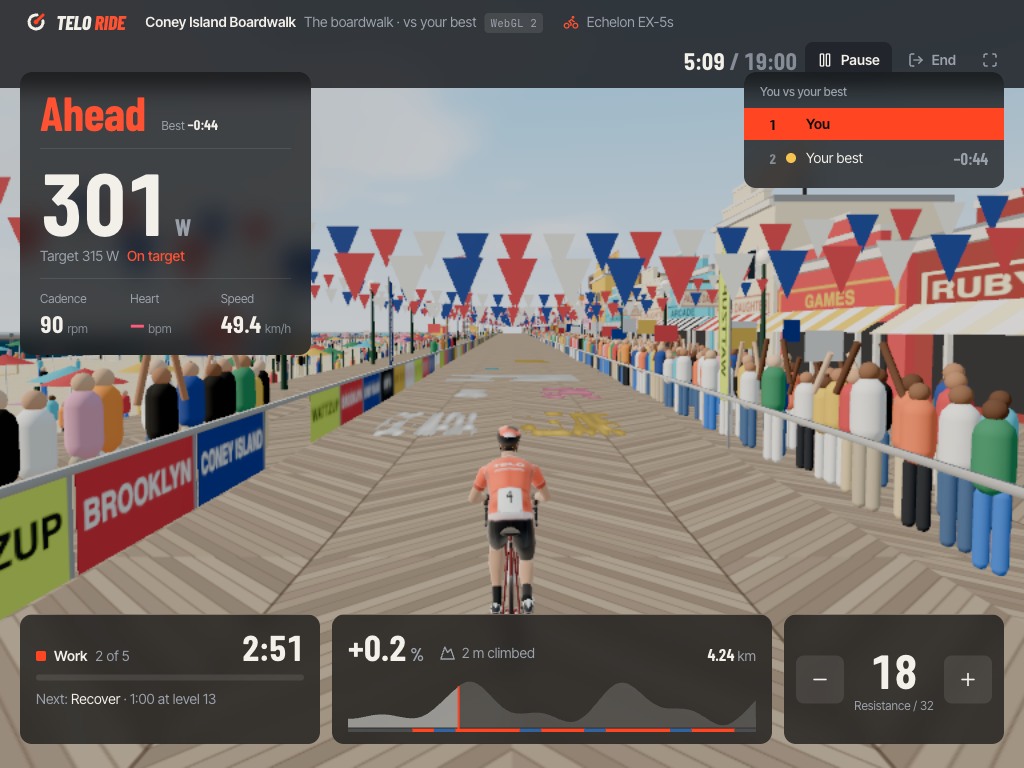 TELO RIDE Coney Island Boardwalk The boardwalk · vs your best WebGL 2 Echelon EX-5s
5:09 / 19:00 Pause End
Ahead Best −0:44
301 W
Target 315 W On target
Cadence Heart Speed
90 rpm – bpm 49.4 km/h
You vs your best
1 You
2 Your best −0:44
GAMES
RUBY
ARCADE
WATTZUP
BROOKLYN
CONEY ISLAND
ZUP
TELO
4
Work 2 of 5 2:51
Next: Recover · 1:00 at level 13
+0.2 % 2 m climbed 4.24 km
− 18 +
Resistance / 32